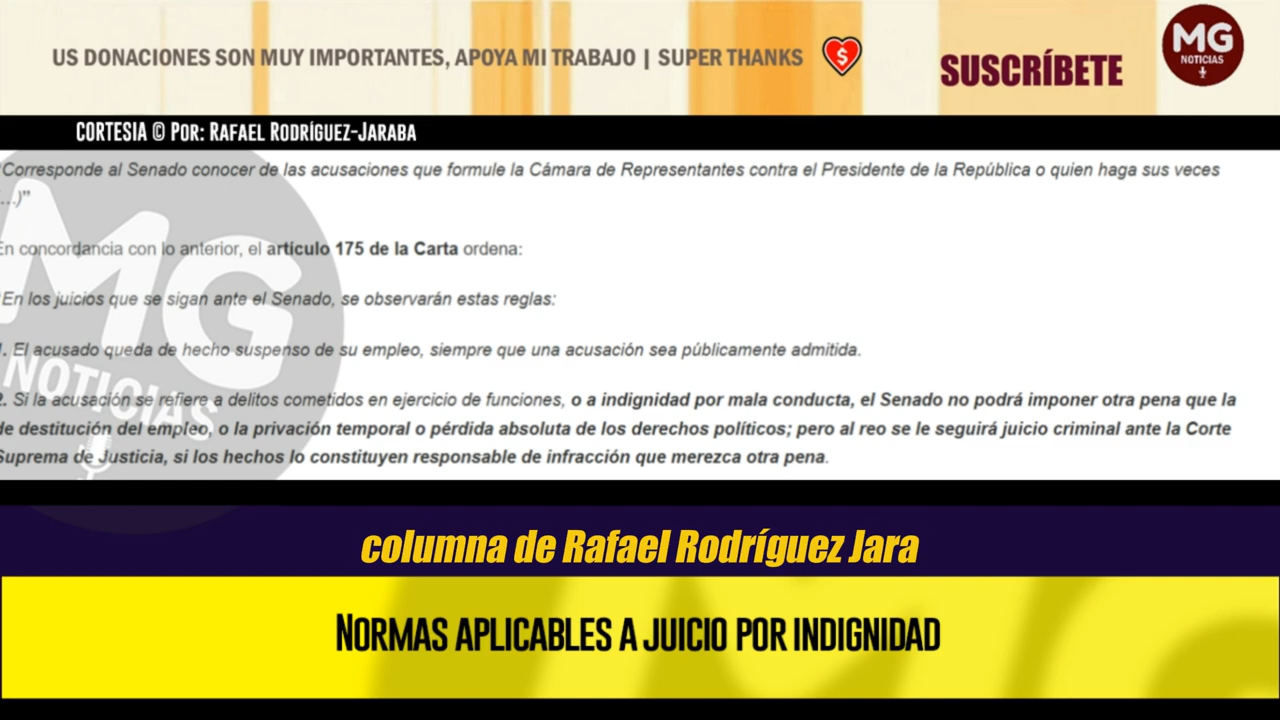 US DONACIONES SON MUY IMPORTANTES, APOYA MI TRABAJO | SUPER THANKS
SUSCRÍBETE
MG
NOTICIAS
CORTESIA © POR: RAFAEL RODRÍGUEZ-JARABA
Corresponde al Senado conocer de las acusaciones que formule la Cámara de Representantes contra el Presidente de la República o quien haga sus veces
...)”
En concordancia con lo anterior, el artículo 175 de la Carta ordena:
En los juicios que se sigan ante el Senado, se observarán estas reglas:
1. El acusado queda de hecho suspenso de su empleo, siempre que una acusación sea públicamente admitida.
2. Si la acusación se refiere a delitos cometidos en ejercicio de funciones, o a indignidad por mala conducta, el Senado no podrá imponer otra pena que la
de destitución del empleo, o la privación temporal o pérdida absoluta de los derechos políticos; pero al reo se le seguirá juicio criminal ante la Corte
Suprema de Justicia, si los hechos lo constituyen responsable de infracción que merezca otra pena.
MG
NOTICIAS
columna de Rafael Rodríguez Jara
NORMAS APLICABLES A JUICIO POR INDIGNIDAD